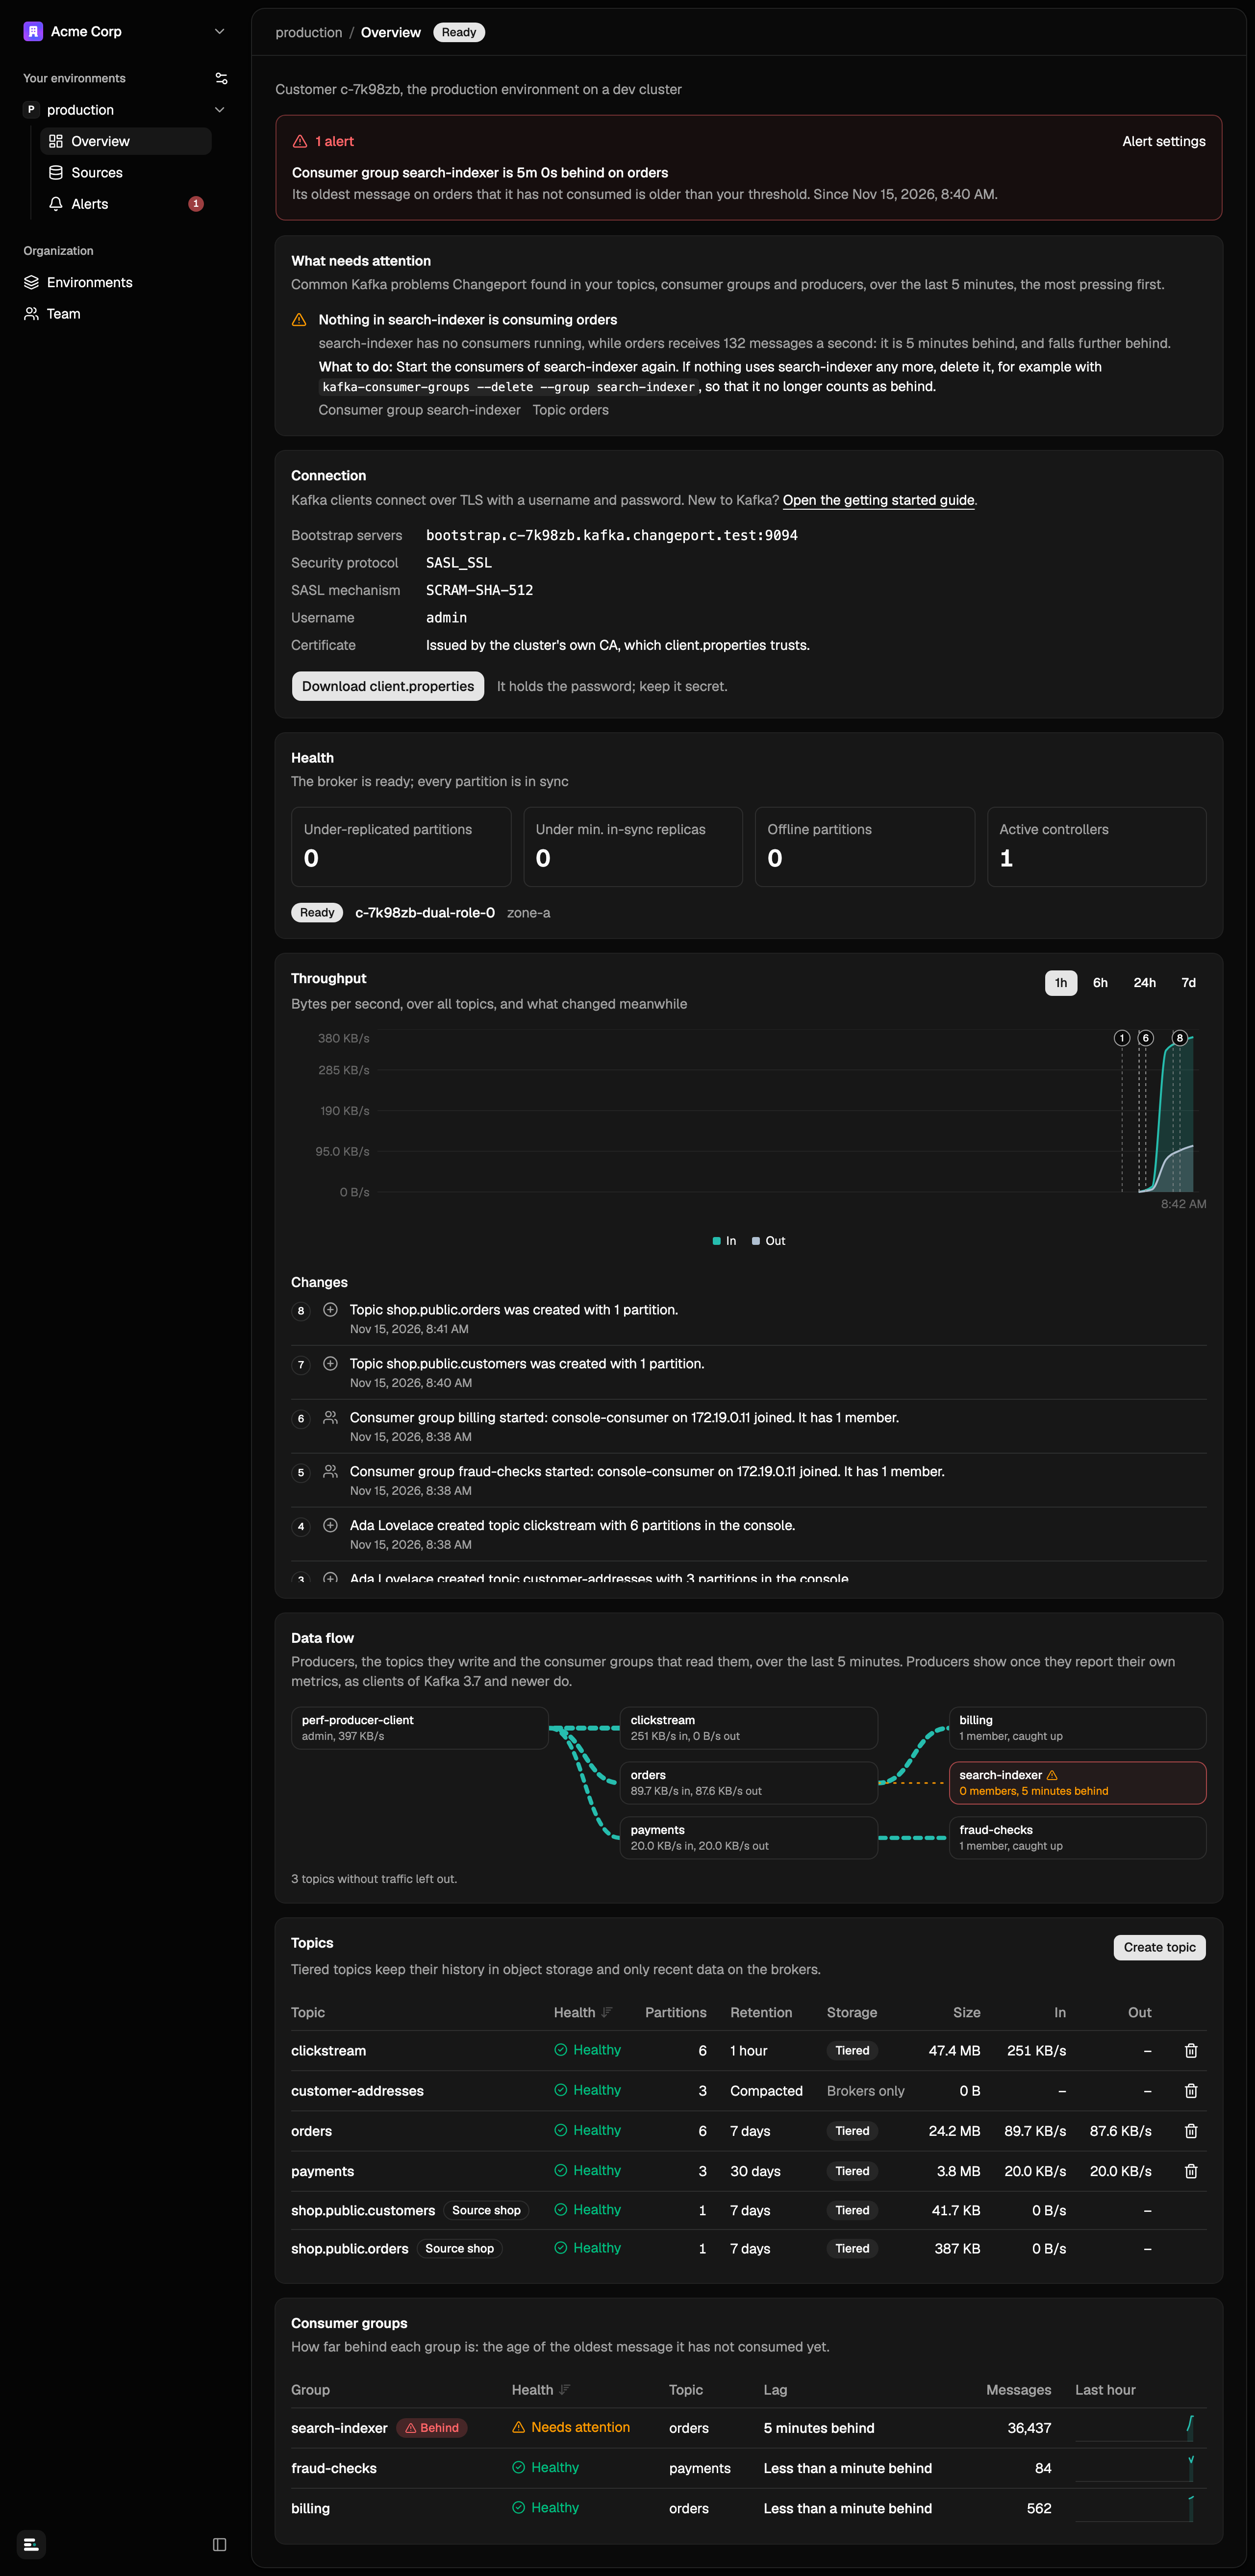 Acme Corp
Your environments
P production
Overview
Sources
Alerts 1
Organization
Environments
Team
production / Overview Ready
Customer c-7k98zb, the production environment on a dev cluster
1 alert Alert settings
Consumer group search-indexer is 5m 0s behind on orders
Its oldest message on orders that it has not consumed is older than your threshold. Since Nov 15, 2026, 8:40 AM.
What needs attention
Common Kafka problems Changeport found in your topics, consumer groups and producers, over the last 5 minutes, the most pressing first.
Nothing in search-indexer is consuming orders
search-indexer has no consumers running, while orders receives 132 messages a second: it is 5 minutes behind, and falls further behind.
What to do: Start the consumers of search-indexer again. If nothing uses search-indexer any more, delete it, for example with
kafka-consumer-groups --delete --group search-indexer, so that it no longer counts as behind.
Consumer group search-indexer Topic orders
Connection
Kafka clients connect over TLS with a username and password. New to Kafka? Open the getting started guide.
Bootstrap servers bootstrap.c-7k98zb.kafka.changeport.test:9094
Security protocol SASL_SSL
SASL mechanism SCRAM-SHA-512
Username admin
Certificate Issued by the cluster's own CA, which client.properties trusts.
Download client.properties It holds the password; keep it secret.
Health
The broker is ready; every partition is in sync
Under-replicated partitions Under min. in-sync replicas Offline partitions Active controllers
0 0 0 1
Ready c-7k98zb-dual-role-0 zone-a
Throughput 1h 6h 24h 7d
Bytes per second, over all topics, and what changed meanwhile
380 KB/s 1 6 8
285 KB/s
190 KB/s
95.0 KB/s
0 B/s
8:42 AM
In Out
Changes
8 Topic shop.public.orders was created with 1 partition.
Nov 15, 2026, 8:41 AM
7 Topic shop.public.customers was created with 1 partition.
Nov 15, 2026, 8:40 AM
6 Consumer group billing started: console-consumer on 172.19.0.11 joined. It has 1 member.
Nov 15, 2026, 8:38 AM
5 Consumer group fraud-checks started: console-consumer on 172.19.0.11 joined. It has 1 member.
Nov 15, 2026, 8:38 AM
4 Ada Lovelace created topic clickstream with 6 partitions in the console.
Nov 15, 2026, 8:38 AM
3 Ada Lovelace created topic customer-addresses with 3 partitions in the console.
Data flow
Producers, the topics they write and the consumer groups that read them, over the last 5 minutes. Producers show once they report their own
metrics, as clients of Kafka 3.7 and newer do.
perf-producer-client clickstream billing
admin, 397 KB/s 251 KB/s in, 0 B/s out 1 member, caught up
orders search-indexer
89.7 KB/s in, 87.6 KB/s out 0 members, 5 minutes behind
payments fraud-checks
20.0 KB/s in, 20.0 KB/s out 1 member, caught up
3 topics without traffic left out.
Topics Create topic
Tiered topics keep their history in object storage and only recent data on the brokers.
Topic Health Partitions Retention Storage Size In Out
clickstream Healthy 6 1 hour Tiered 47.4 MB 251 KB/s –
customer-addresses Healthy 3 Compacted Brokers only 0 B – –
orders Healthy 6 7 days Tiered 24.2 MB 89.7 KB/s 87.6 KB/s
payments Healthy 3 30 days Tiered 3.8 MB 20.0 KB/s 20.0 KB/s
shop.public.customers Source shop Healthy 1 7 days Tiered 41.7 KB 0 B/s –
shop.public.orders Source shop Healthy 1 7 days Tiered 387 KB 0 B/s –
Consumer groups
How far behind each group is: the age of the oldest message it has not consumed yet.
Group Health Topic Lag Messages Last hour
search-indexer Behind Needs attention orders 5 minutes behind 36,437
fraud-checks Healthy payments Less than a minute behind 84
billing Healthy orders Less than a minute behind 562